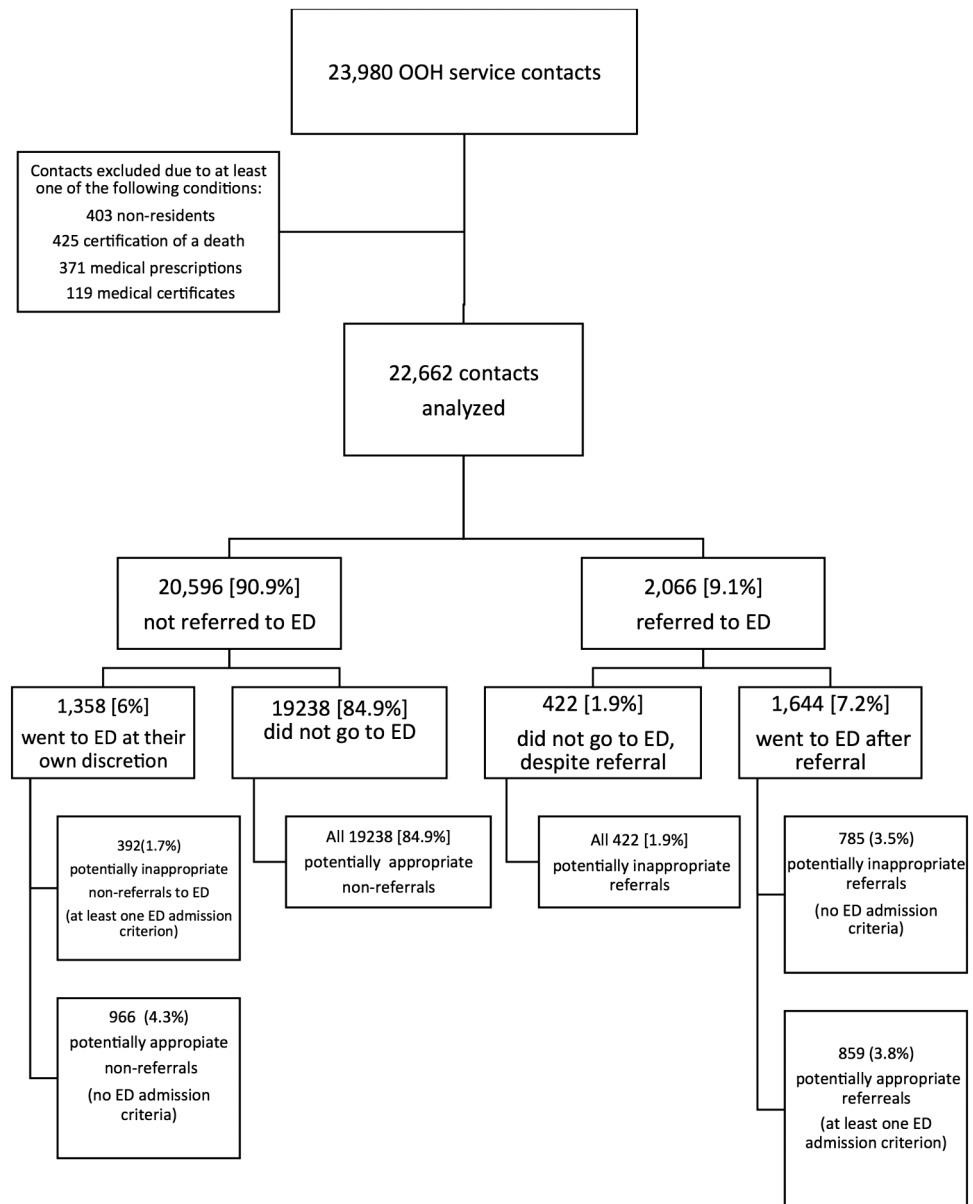 23,980 OOH service contacts
Contacts excluded due to at least
one of the following conditions:
403 non-residents
425 certification of a death
371 medical prescriptions
119 medical certificates
22,662 contacts
analyzed
20,596 [90.9%]
not referred to ED
2,066 [9.1%]
referred to ED
1,358 [6%]
went to ED at their
own discretion
19238 [84.9%]
did not go to ED
422 [1.9%]
did not go to ED,
despite referral
1,644 [7.2%]
went to ED after
referral
392(1.7%)
potentially inappropriate
non-referrals to ED
(at least one ED admission
criterion)
All 19238 [84.9%]
potentially appropriate
non-referrals
All 422 [1.9%]
potentially inappropriate
referrals
785 (3.5%)
potentially inappropriate
referrals
(no ED admission
criteria)
966 (4.3%)
potentially appropiate
non-referrals
(no ED admission
criteria)
859 (3.8%)
potentially appropriate
referreals
(at least one ED
admission criterion)